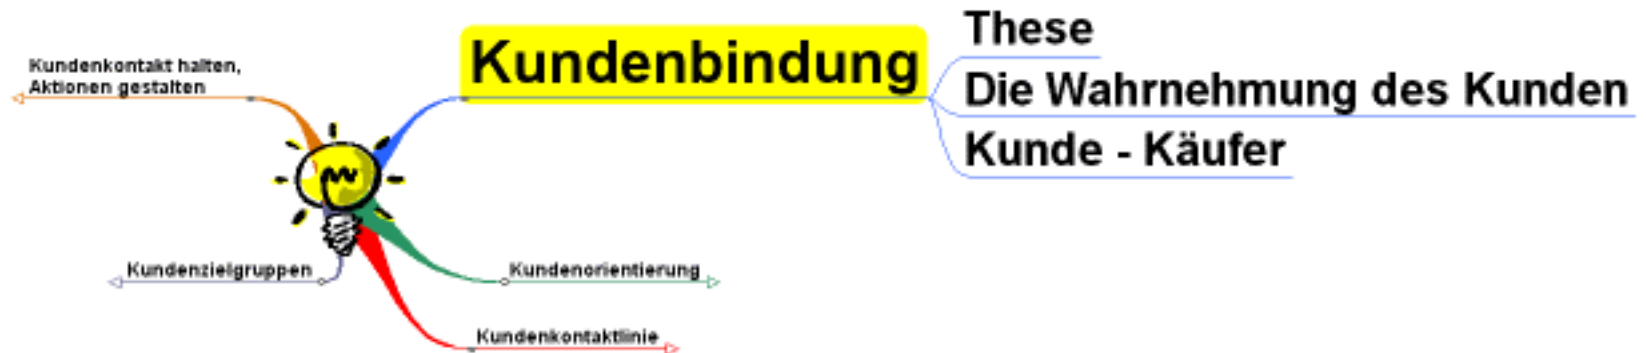 Kundenkontakt halten,
Aktionen gestalten
Kundenbindung
These
Die Wahrnehmung des Kunden
Kunde - Käufer
Kundenzielgruppen
Kundenorientierung
Kundenkontaktlinie